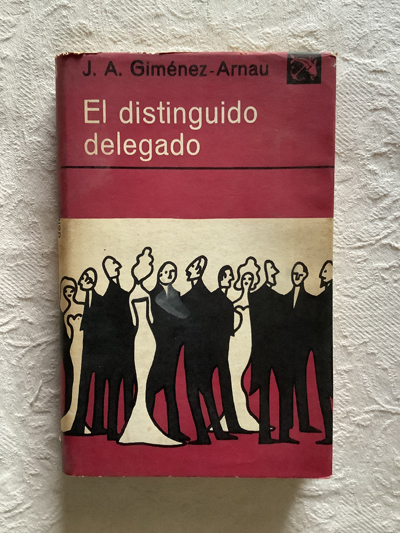 J. A. Giménez-Arnau
El distinguido
delegado